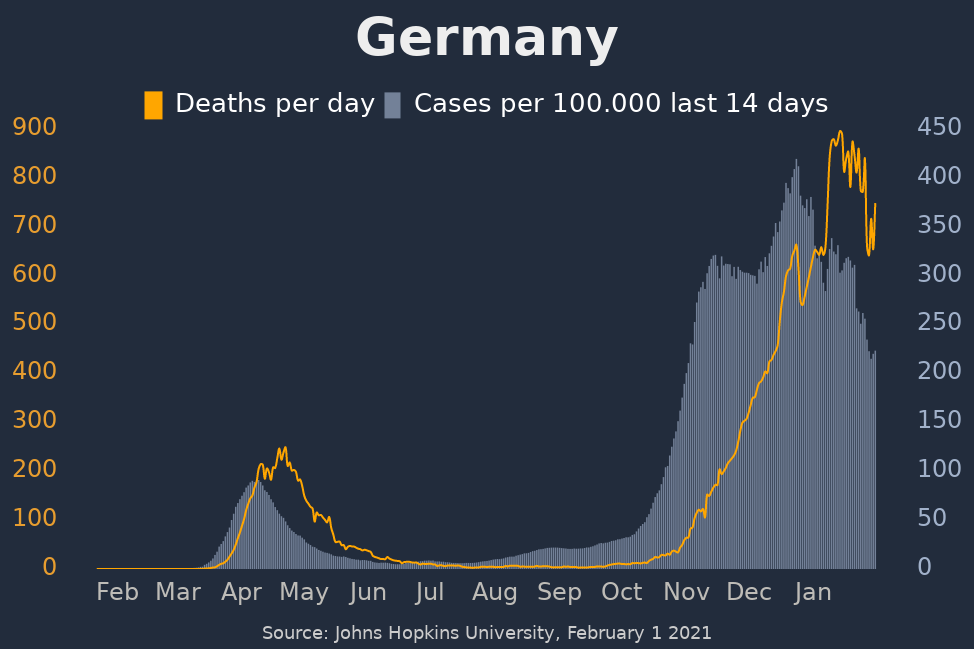 Germany
Deaths per day Cases per 100.000 last 14 days
900 450
800 400
700 350
600 300
500 250
400 200
300 150
200 100
100 50
0 0
Feb Mar Apr May Jun Jul Aug Sep Oct Nov Dec Jan
Source: Johns Hopkins University, February 1 2021